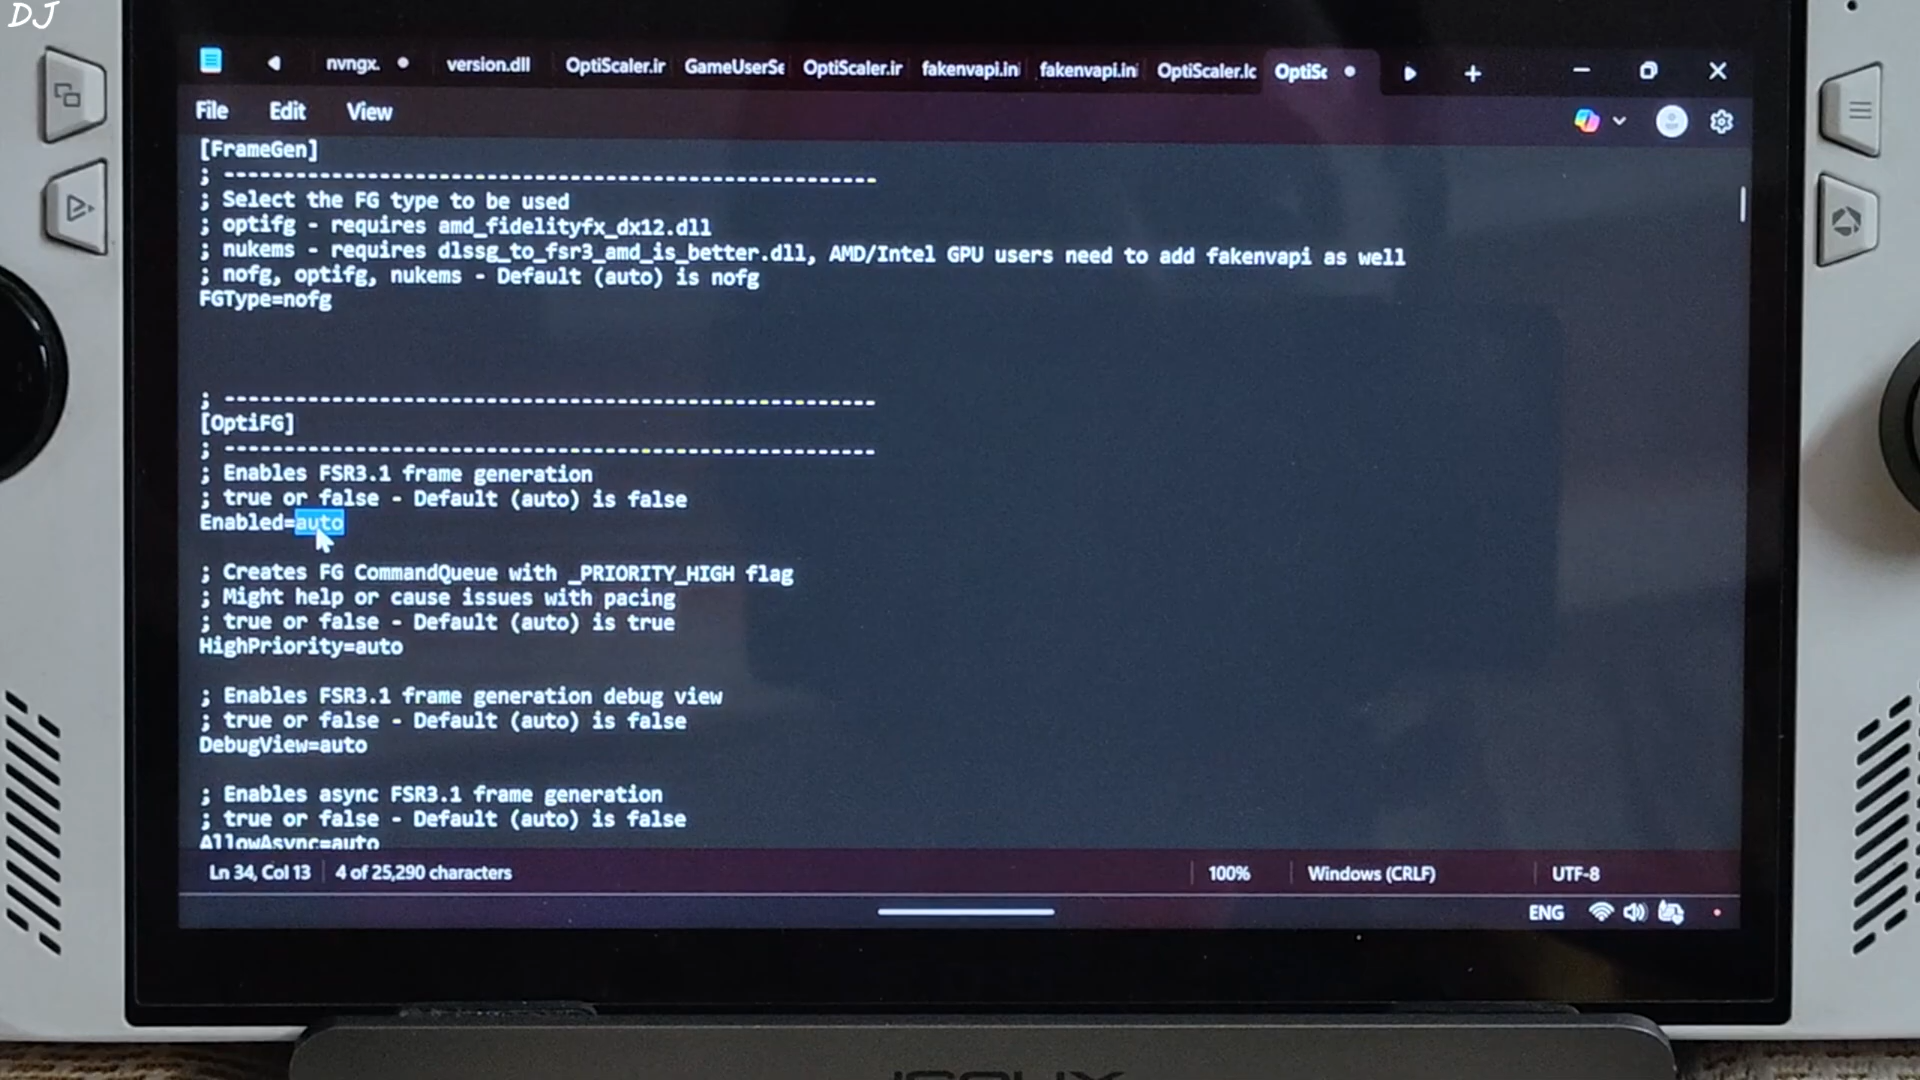 DJ
nvngx. version.dll OptiScaler.ir GameUserSe OptiScaler.ir fakenvapi.in fakenvapi.in OptiScaler.lc OptiSc
File Edit View
[FrameGen]
; -------------------------------------------------------
; Select the FG type to be used
; optifg - requires amd_fidelityfx_dx12.dll
; nukems - requires dlssg_to_fsr3_amd_is_better.dll, AMD/Intel GPU users need to add fakenvapi as well
; nofg, optifg, nukems - Default (auto) is nofg
FGType=nofg
; -------------------------------------------------------
[OptiFG]
; -------------------------------------------------------
; Enables FSR3.1 frame generation
; true or false - Default (auto) is false
Enabled=auto
; Creates FG CommandQueue with _PRIORITY_HIGH flag
; Might help or cause issues with pacing
; true or false - Default (auto) is true
HighPriority=auto
; Enables FSR3.1 frame generation debug view
; true or false - Default (auto) is false
DebugView=auto
; Enables async FSR3.1 frame generation
; true or false - Default (auto) is false
AllowAsync=auto
Ln 34, Col 13 4 of 25,290 characters 100% Windows (CRLF) UTF-8
ENG